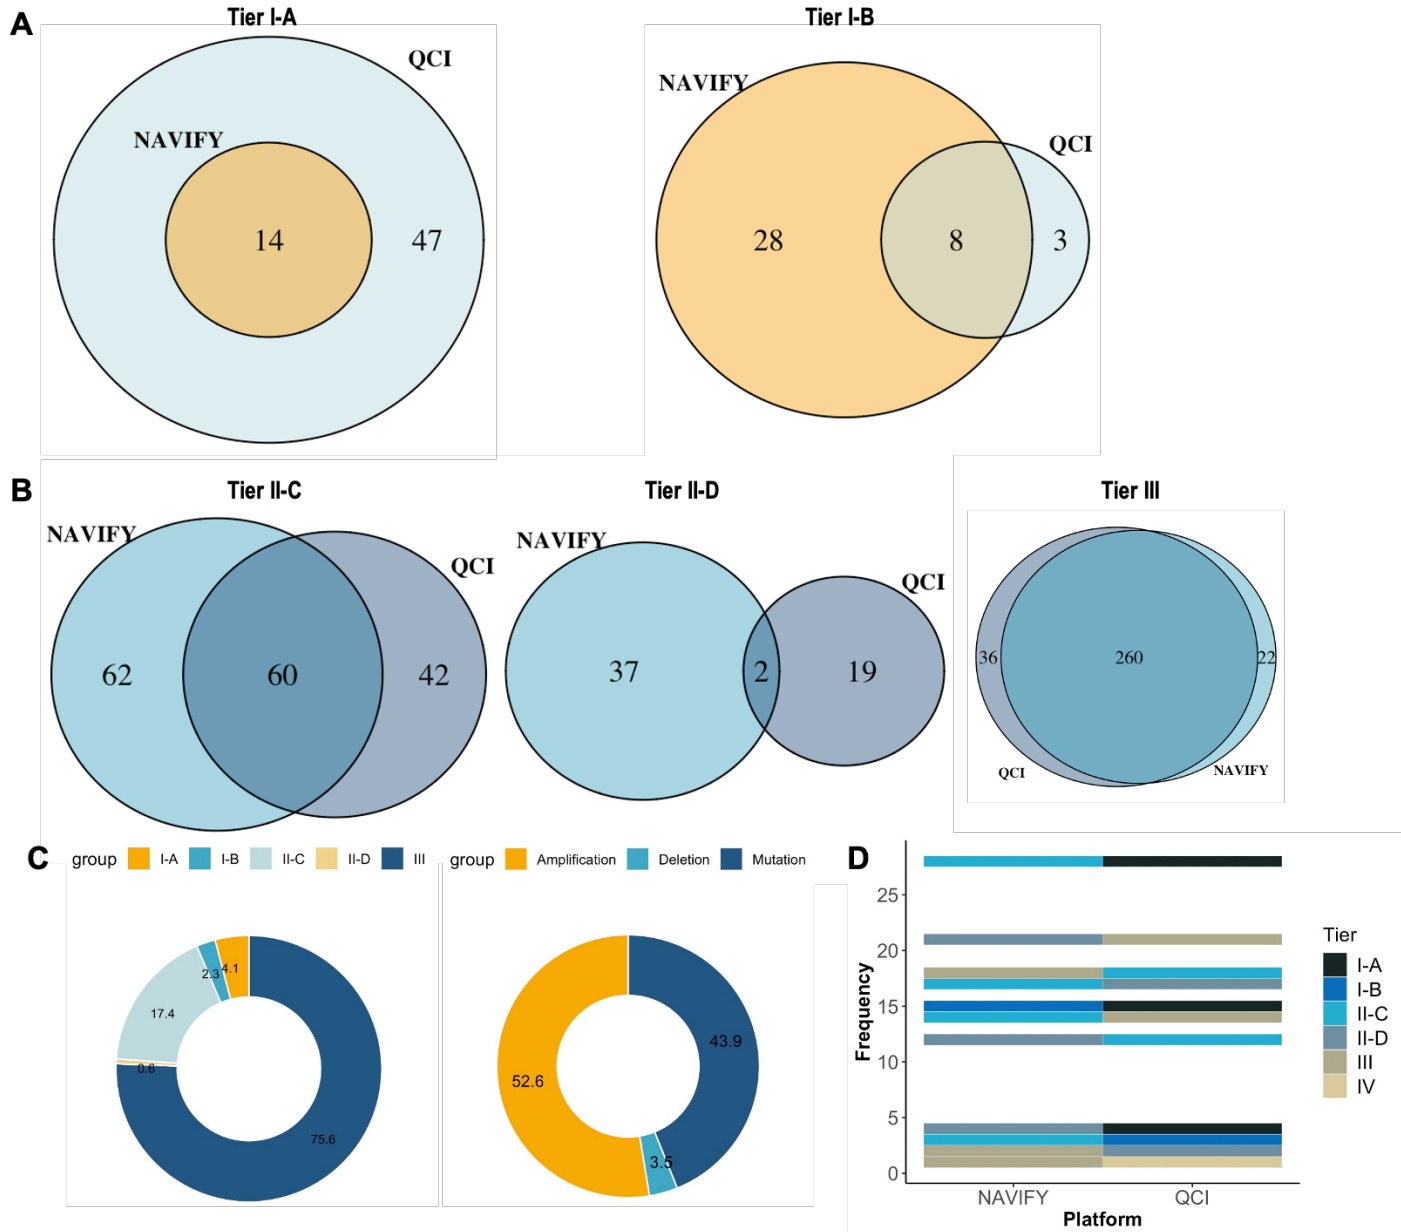 A
Tier I-A
QCI
NAVIFY
14
47
Tier I-B
NAVIFY
QCI
28
8
3
B
Tier II-C
NAVIFY
QCI
62
60
42
Tier II-D
NAVIFY
QCI
37
2
19
Tier III
36
260
22
QCI
NAVIFY
C
group I-A I-B II-C II-D III
4.1
2.3
17.4
0.6
75.6
group Amplification Deletion Mutation
43.9
52.6
3.5
D
Frequency
25
20
15
10
5
0
NAVIFY QCI
Platform
Tier
I-A
I-B
II-C
II-D
III
IV